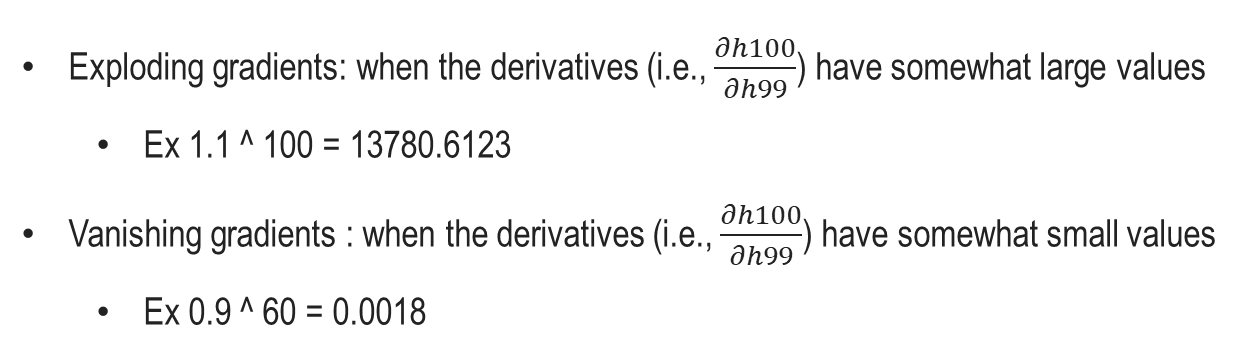 • Exploding gradients: when the derivatives (i.e., ∂h100/∂h99) have somewhat large values
• Ex 1.1 ^ 100 = 13780.6123
• Vanishing gradients : when the derivatives (i.e., ∂h100/∂h99) have somewhat small values
• Ex 0.9 ^ 60 = 0.0018